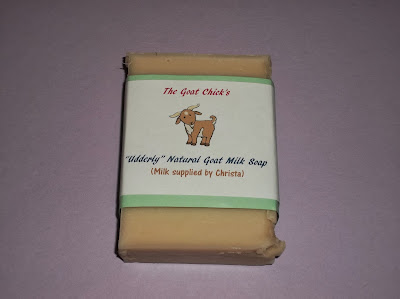 The Goat Chick's
"Udderly" Natural Goat Milk Soap
(Milk supplied by Christa)